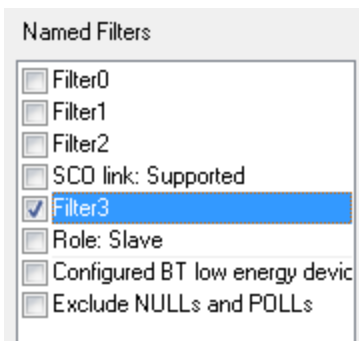 Named Filters
Filter0
Filter1
Filter2
SCO link: Supported
Filter3
Role: Slave
Configured BT low energy devic
Exclude NULLs and POLLs